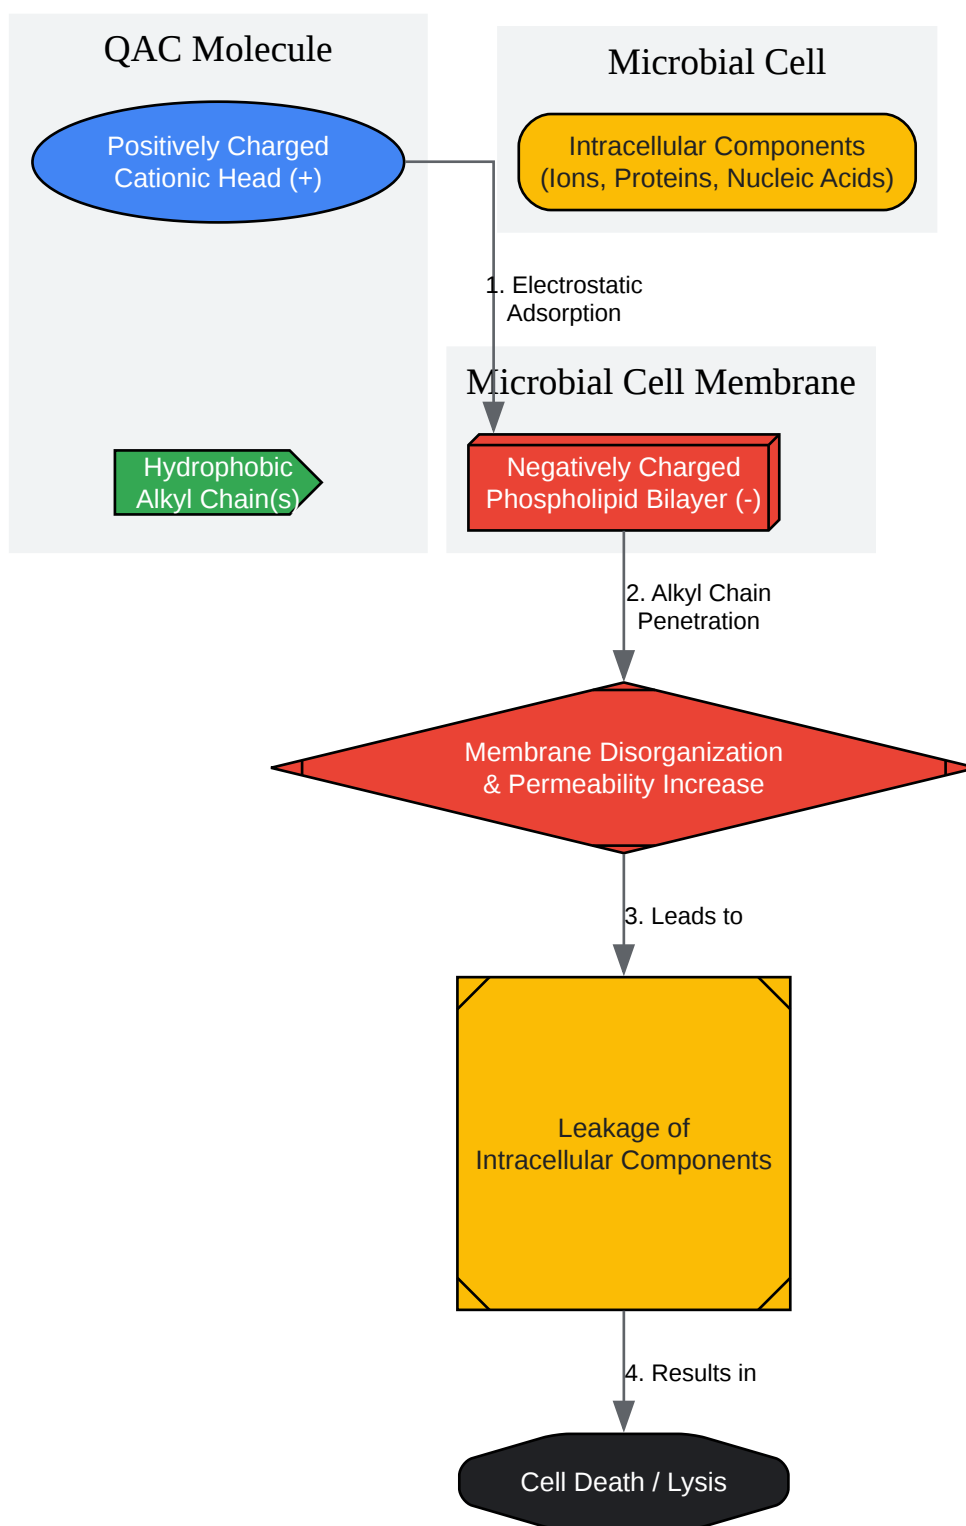 QAC Molecule
Microbial Cell
Positively Charged
Cationic Head (+)
Intracellular Components
(Ions, Proteins, Nucleic Acids)
1. Electrostatic
Adsorption
Microbial Cell Membrane
Hydrophobic
Alkyl Chain(s)
Negatively Charged
Phospholipid Bilayer (-)
2. Alkyl Chain
Penetration
Membrane Disorganization
& Permeability Increase
3. Leads to
Leakage of
Intracellular Components
4. Results in
Cell Death / Lysis